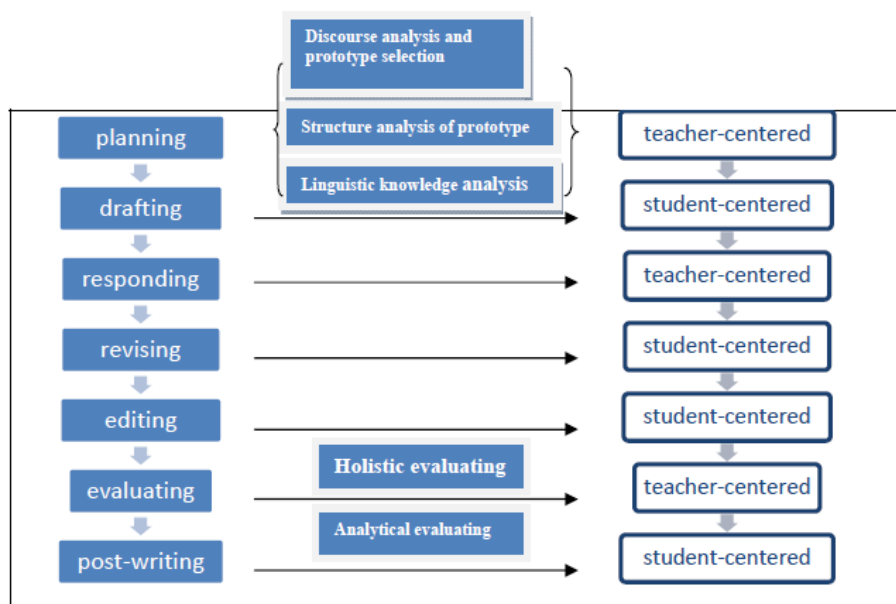 Discourse analysis and
prototype selection
planning
Structure analysis of prototype
teacher-centered
Linguistic knowledge analysis
drafting
student-centered
responding
teacher-centered
revising
student-centered
editing
student-centered
Holistic evaluating
evaluating
teacher-centered
Analytical evaluating
post-writing
student-centered